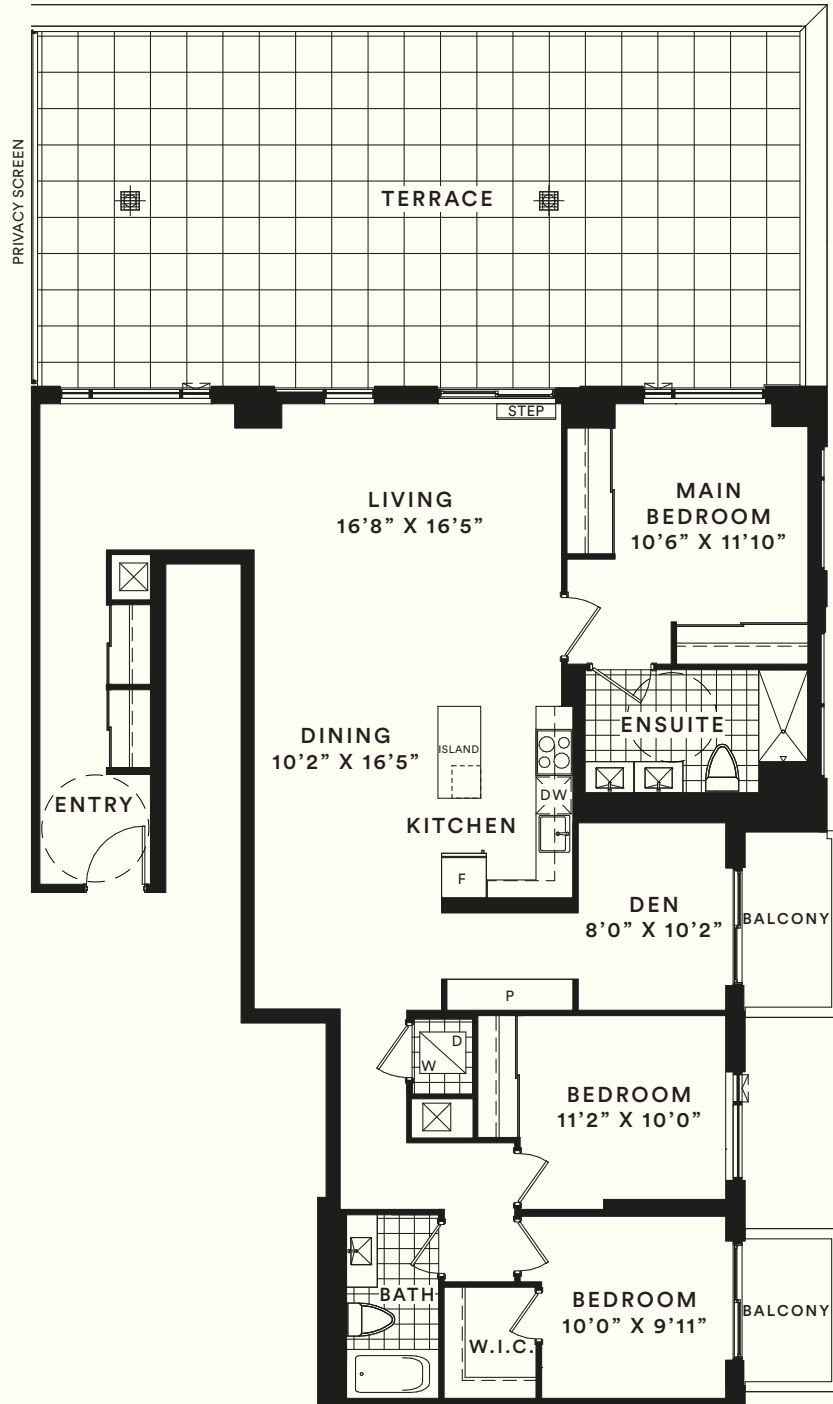 PRIVACY SCREEN
TERRACE
STEP
LIVING
16’8” X 16’5”
MAIN
BEDROOM
10’6” X 11’10”
DINING
10’2” X 16’5”
ISLAND
ENSUITE
DW
ENTRY
KITCHEN
F
DEN
8’0” X 10’2”
BALCONY
P
D
W
BEDROOM
11’2” X 10’0”
BATH
BEDROOM
10’0” X 9’11”
BALCONY
W.I.C.